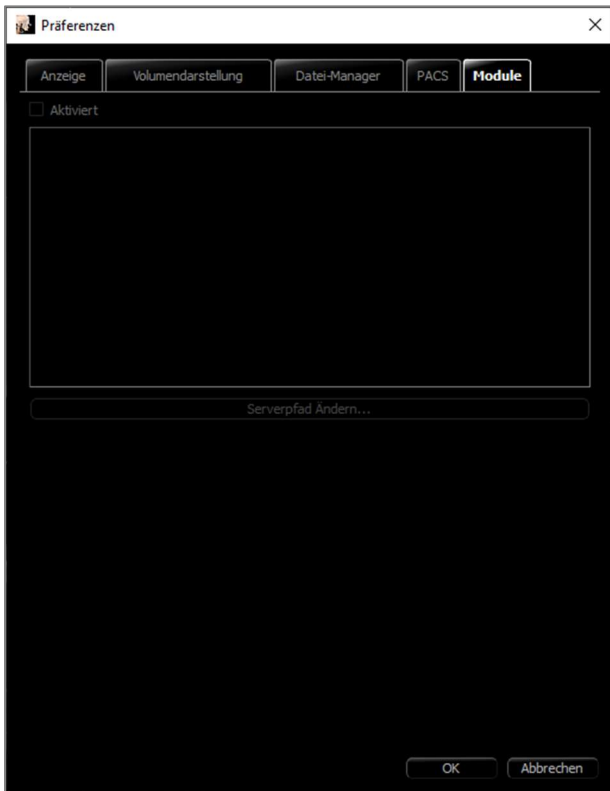 Präferenzen
Anzeige Volumendarstellung Datei-Manager PACS Module
Aktiviert
Serverpfad Ändern...
OK Abbrechen